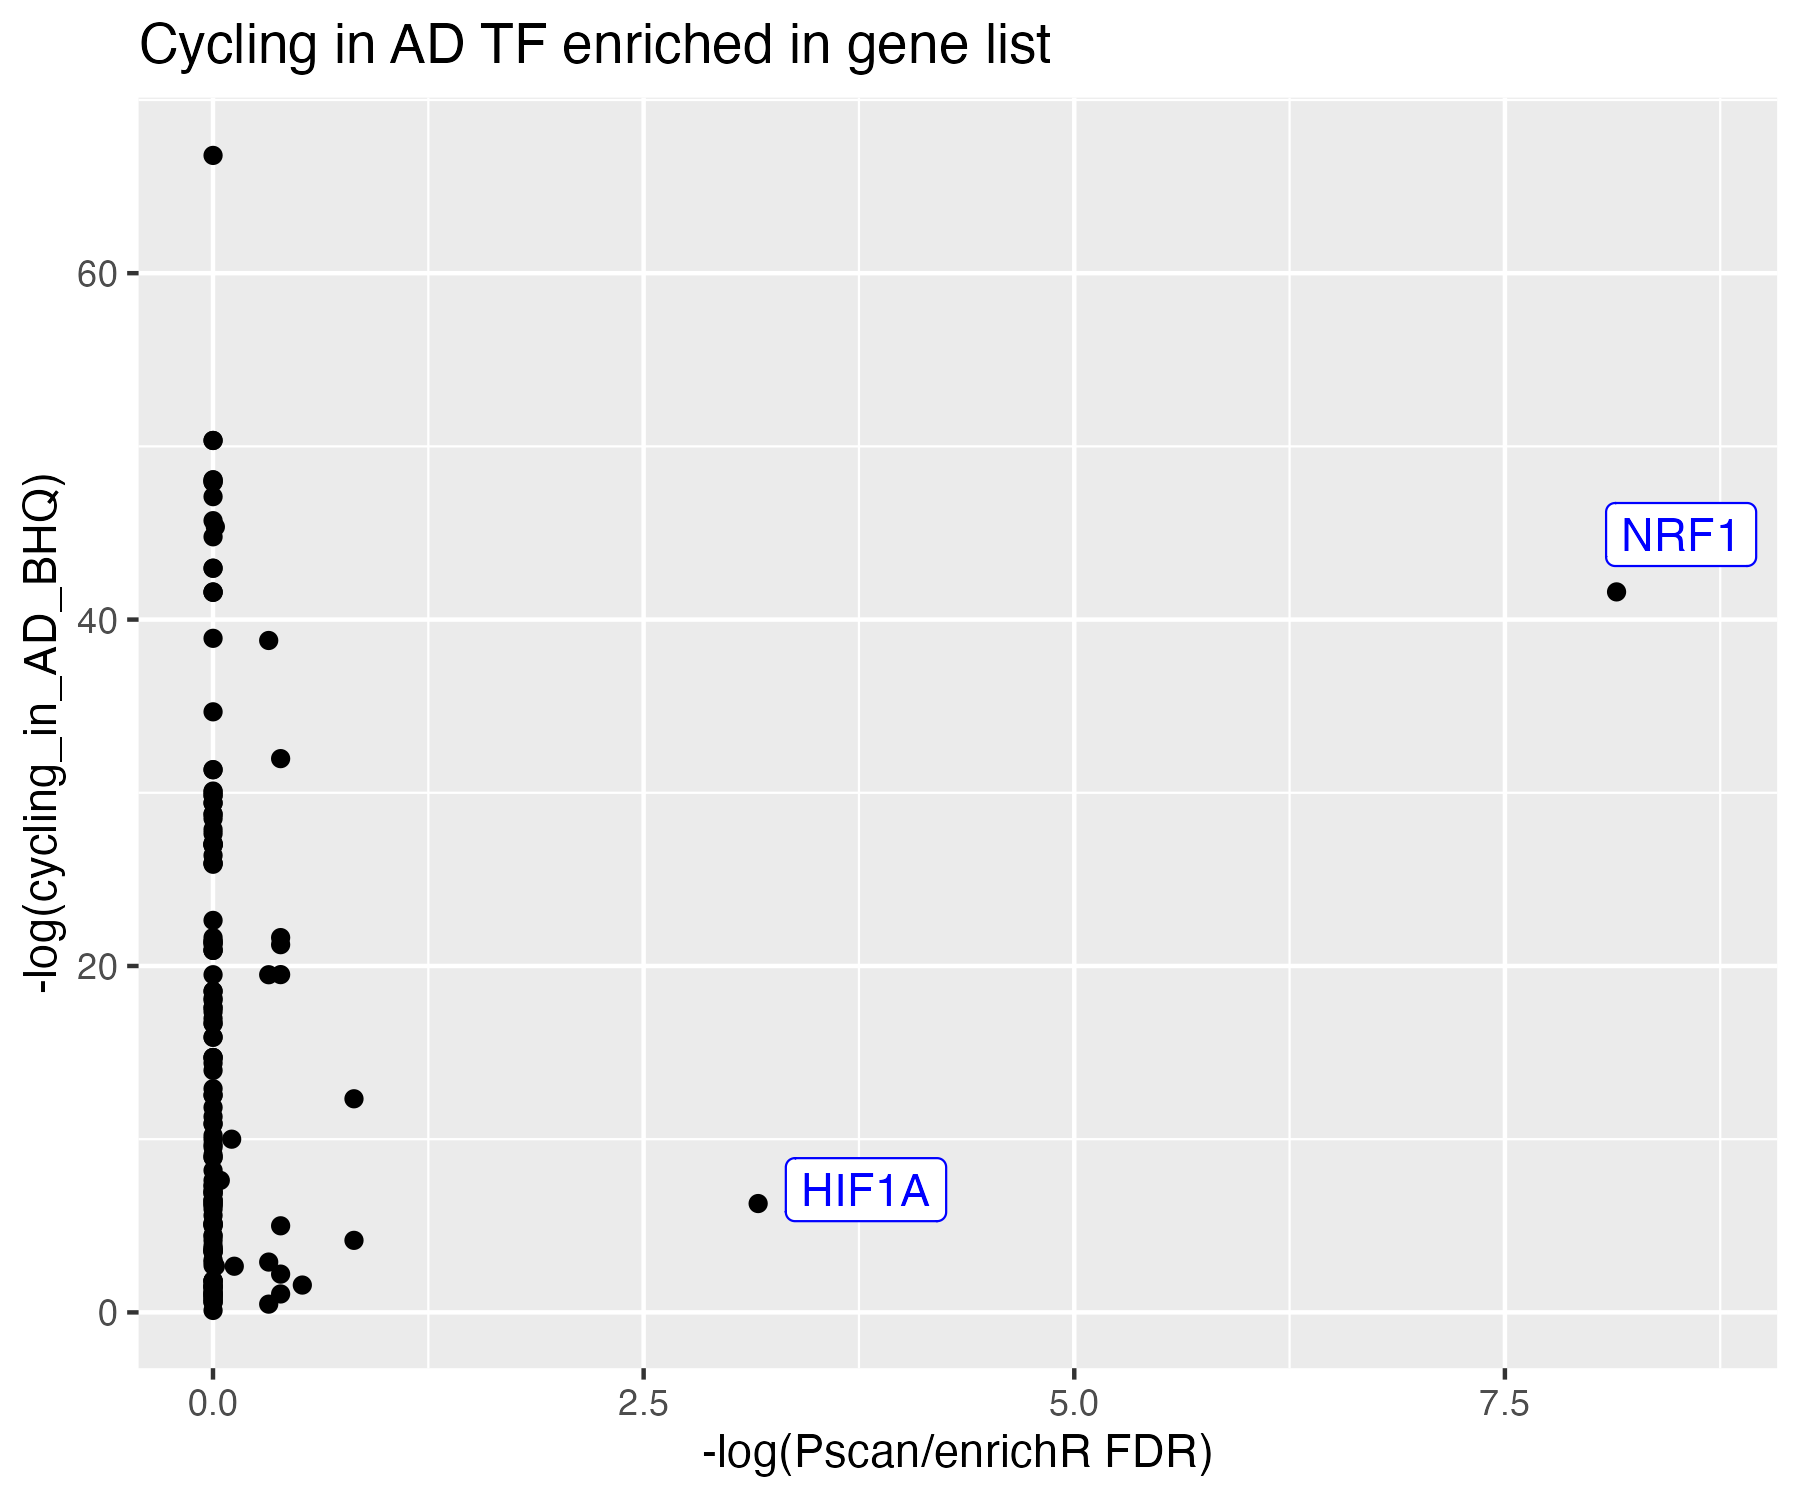 Cycling in AD TF enriched in gene list
-log(cycling_in_AD_BHQ)
60
40
20
0
NRF1
HIF1A
0.0
2.5
5.0
7.5
-log(Pscan/enrichR FDR)